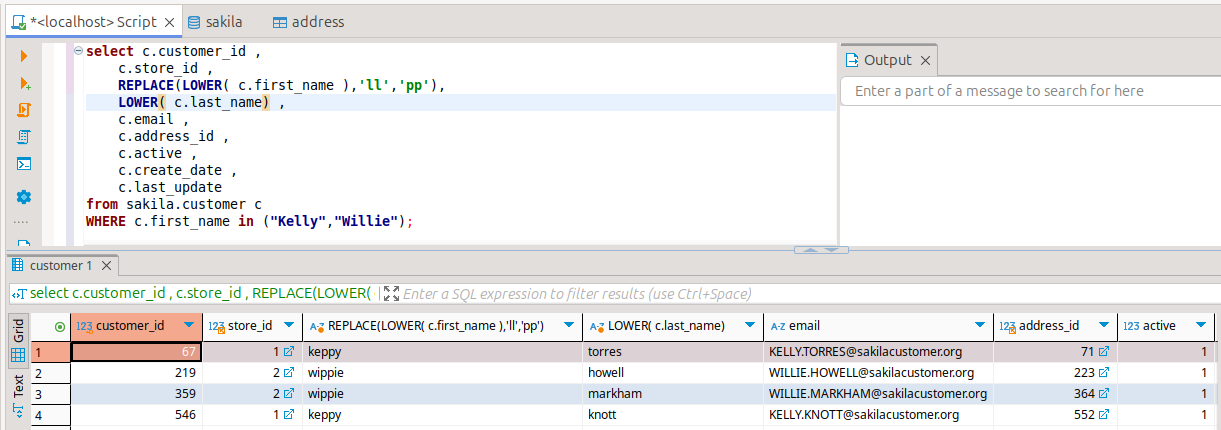 *<localhost> Script
sakila
address
select c.customer_id ,
c.store_id ,
REPLACE(LOWER( c.first_name ),'ll','pp'),
LOWER( c.last_name) ,
c.email ,
c.address_id ,
c.active ,
c.create_date ,
c.last_update
from sakila.customer c
WHERE c.first_name in ("Kelly","Willie");
Output
Enter a part of a message to search for here
customer 1
select c.customer_id , c.store_id , REPLACE(LOWER(
Enter a SQL expression to filter results (use Ctrl+Space)
Grid
Text
123 customer_id 123 store_id A-Z REPLACE(LOWER( c.first_name ),'ll','pp') A-Z LOWER( c.last_name) A-Z email 123 address_id 123 active
1 67 1 keppy torres KELLY.TORRES@sakilacustomer.org 71 1
2 219 2 wippie howell WILLIE.HOWELL@sakilacustomer.org 223 1
3 359 2 wippie markham WILLIE.MARKHAM@sakilacustomer.org 364 1
4 546 1 keppy knott KELLY.KNOTT@sakilacustomer.org 552 1